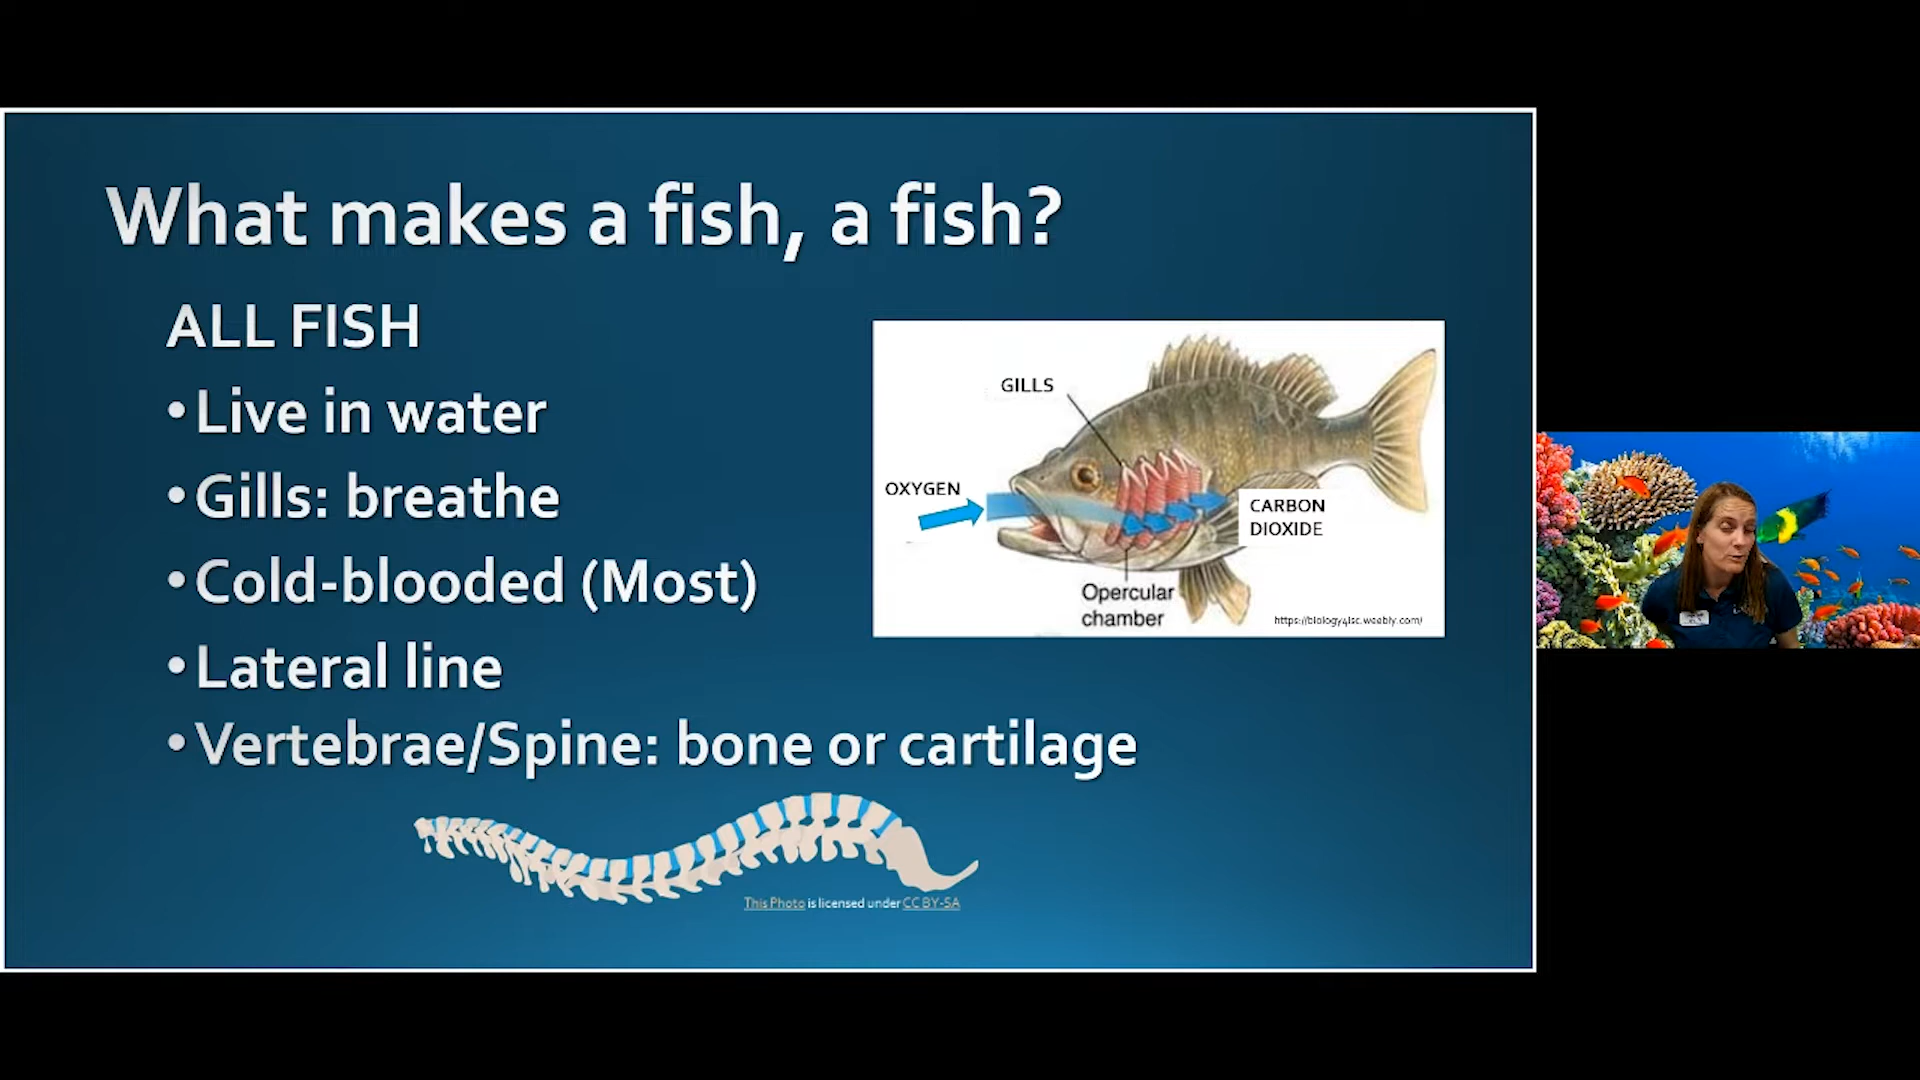 What makes a fish, a fish?
ALL FISH
•Live in water
•Gills: breathe
•Cold-blooded (Most)
•Lateral line
•Vertebrae/Spine: bone or cartilage
GILLS
OXYGEN
CARBON
DIOXIDE
Opercular
chamber
https://biology4isc.weebly.com/
This Photo is licensed under CC BY-SA